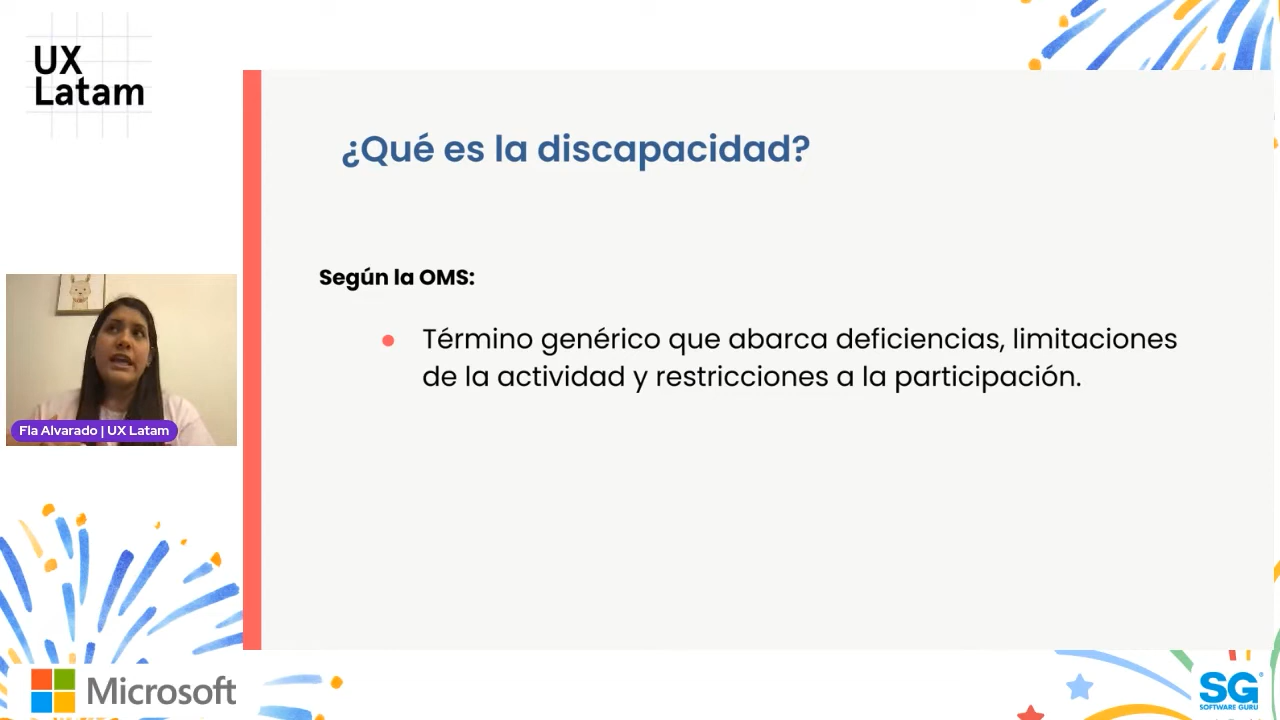 UX
Latam
¿Qué es la discapacidad?
Según la OMS:
Término genérico que abarca deficiencias, limitaciones
de la actividad y restricciones a la participación.
Fla Alvarado | UX Latam
Microsoft
SG
SOFTWARE GURU